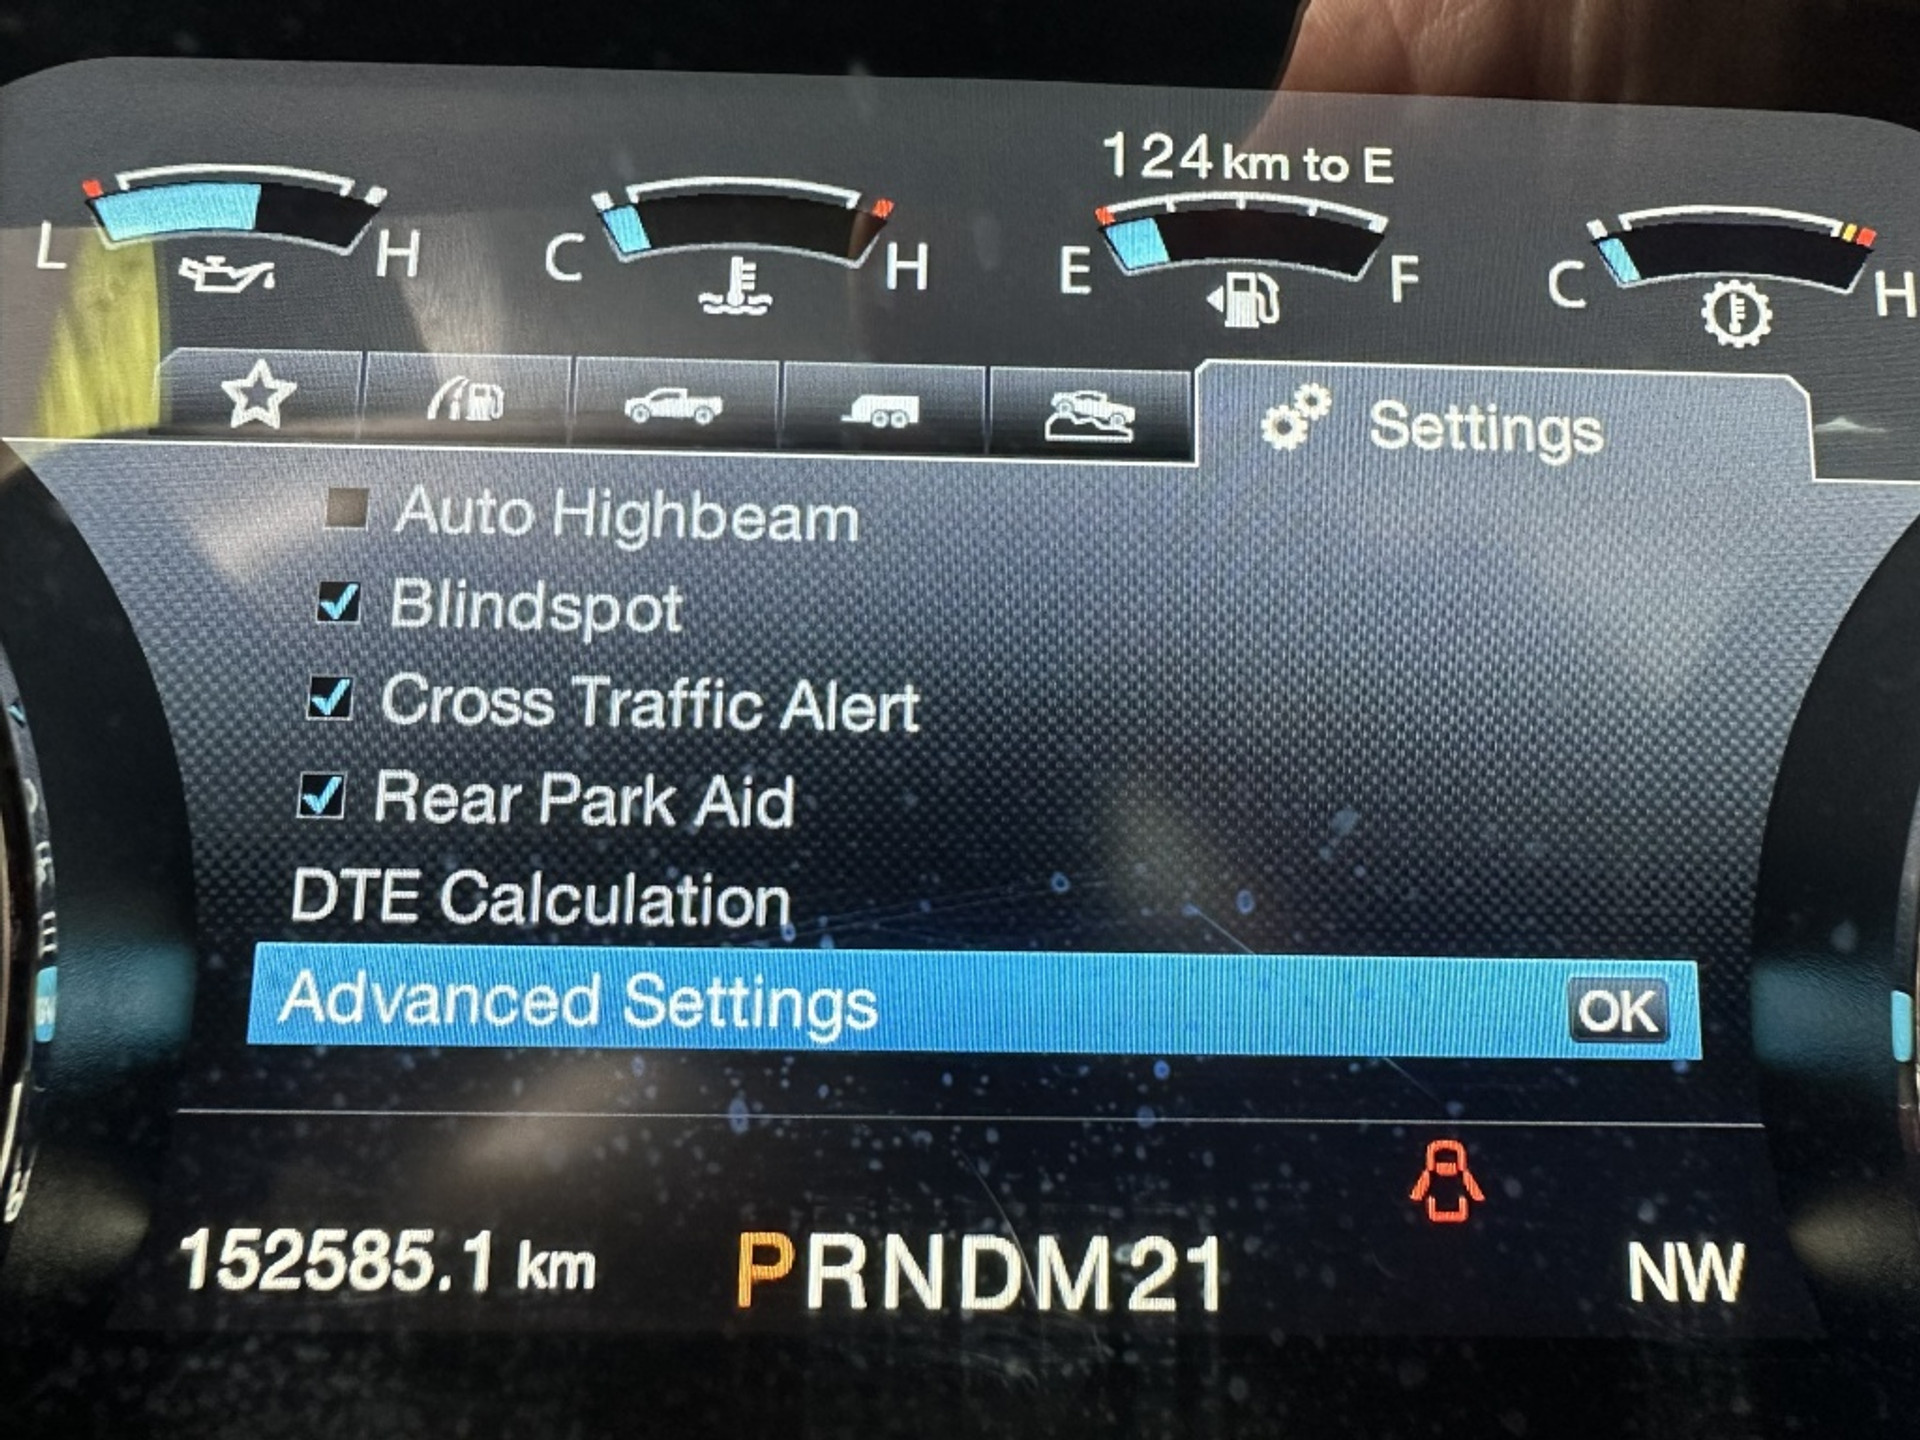 124 km to E
L H C H E F C H
Settings
Auto Highbeam
Blindspot
Cross Traffic Alert
Rear Park Aid
DTE Calculation
Advanced Settings OK
152585.1 km PRNDM21 NW